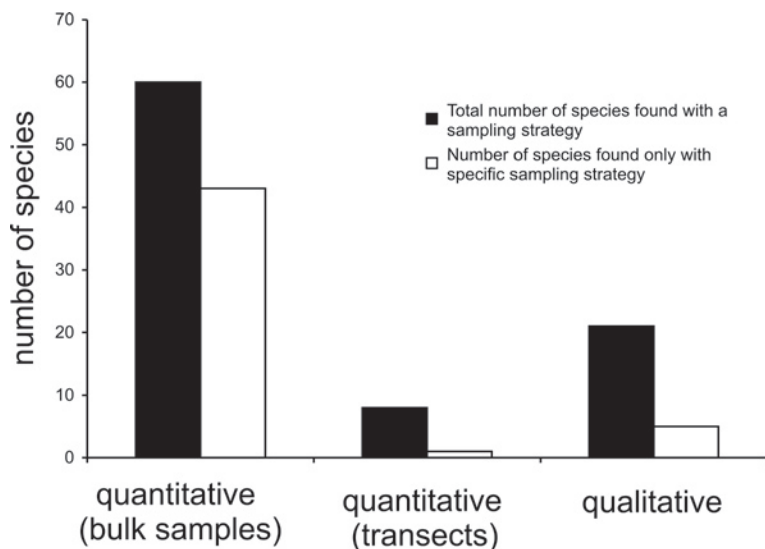 70
60
50
40
30
20
10
0
number of species
Total number of species found with a
sampling strategy
Number of species found only with
specific sampling strategy
quantitative
(bulk samples)
quantitative
(transects)
qualitative